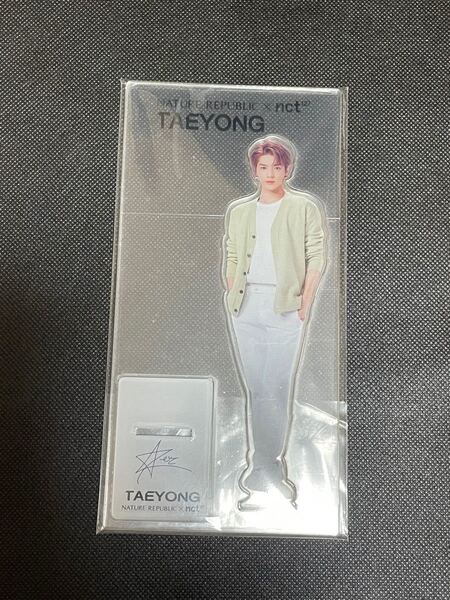 NATURE REPUBLIC × nct127
TAEYONG
TAEYONG
NATURE REPUBLIC × nct127